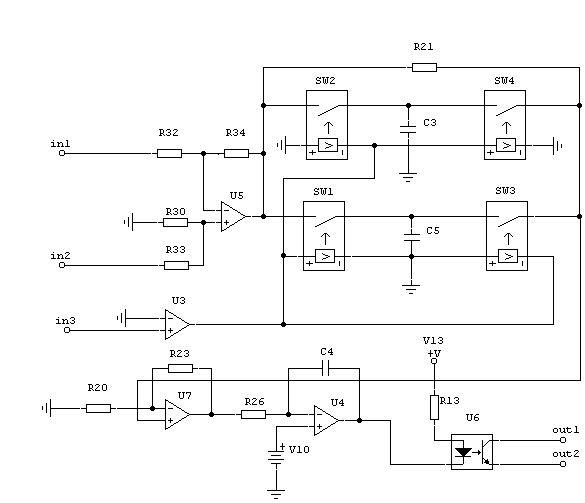 R21
SW2
SW4
C3
in1
R32
R34
+
-
+
-
U5
SW1
SW3
R30
-
+
C5
in2
R33
+
-
+
-
U3
in3
-
+
V13
+V
C4
R23
U7
R20
R26
U4
R13
-
+
-
+
U6
out1
out2
+
V10